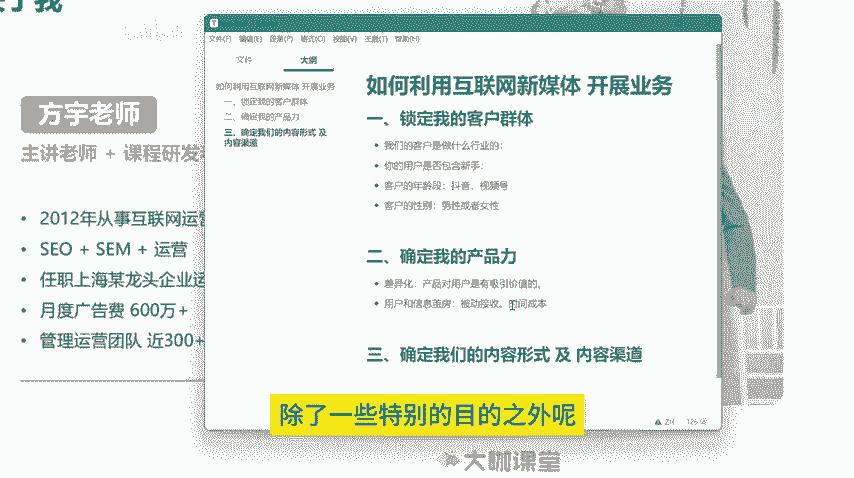 于我
T
文件(F) 编辑(E) 段落(P) 格式(O) 视图(V) 主题(T) 帮助(H)
文件 大纲
如何利用互联网新媒体 开展业务
一、锁定我的客户群体
二、确定我的产品力
三、确定我们的内容形式 及
内容渠道
如何利用互联网新媒体 开展业务
一、锁定我的客户群体
• 我们的客户是做什么行业的;
• 你的用户是否包含新手;
• 客户的年龄段:抖音、视频号
• 客户的性别:男性或者女性
二、确定我的产品力
• 差异化:产品对用户是有吸引价值的。
• 用户和信息茧房:被动接收。时间成本
三、确定我们的内容形式 及 内容渠道
ZH 126 词
方宇老师
主讲老师 + 课程研发
• 2012年从事互联网运营
• SEO + SEM + 运营
• 任职上海某龙头企业运
• 月度广告费 600万+
• 管理运营团队 近300+
除了一些特别的目的之外呢
大咖课堂